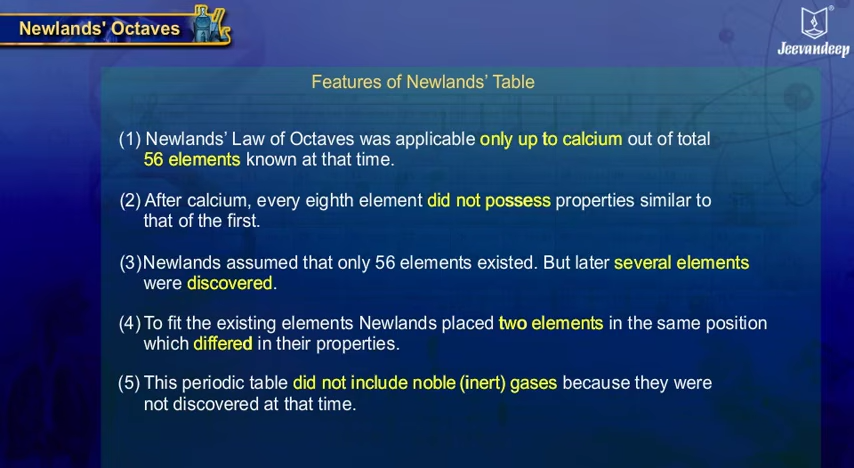 Newlands' Octaves
Jeevandeep
Features of Newlands’ Table
(1) Newlands’ Law of Octaves was applicable only up to calcium out of total
56 elements known at that time.
(2) After calcium, every eighth element did not possess properties similar to
that of the first.
(3)Newlands assumed that only 56 elements existed. But later several elements
were discovered.
(4) To fit the existing elements Newlands placed two elements in the same position
which differed in their properties.
(5) This periodic table did not include noble (inert) gases because they were
not discovered at that time.